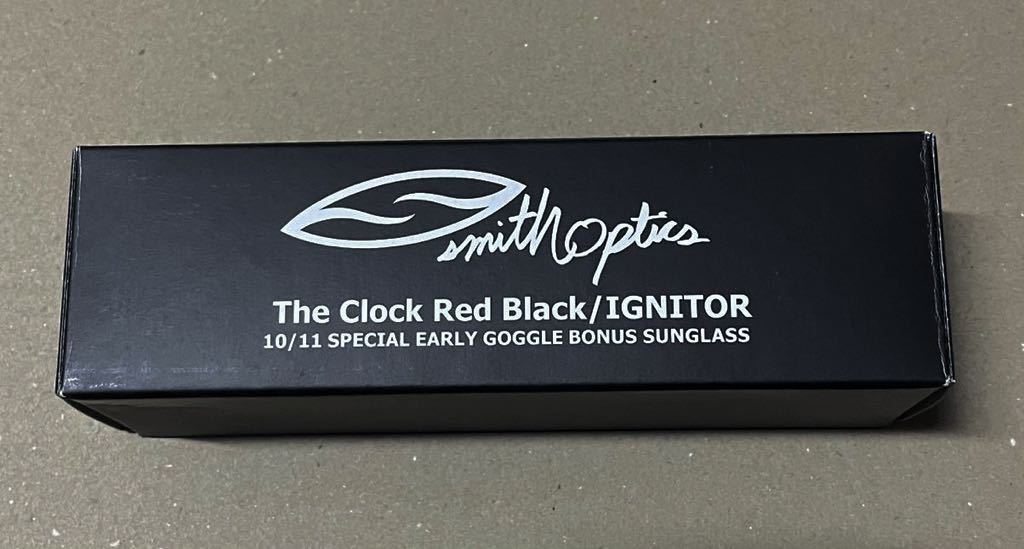 smith Optics
The Clock Red Black/IGNITOR
10/11 SPECIAL EARLY GOGGLE BONUS SUNGLASS